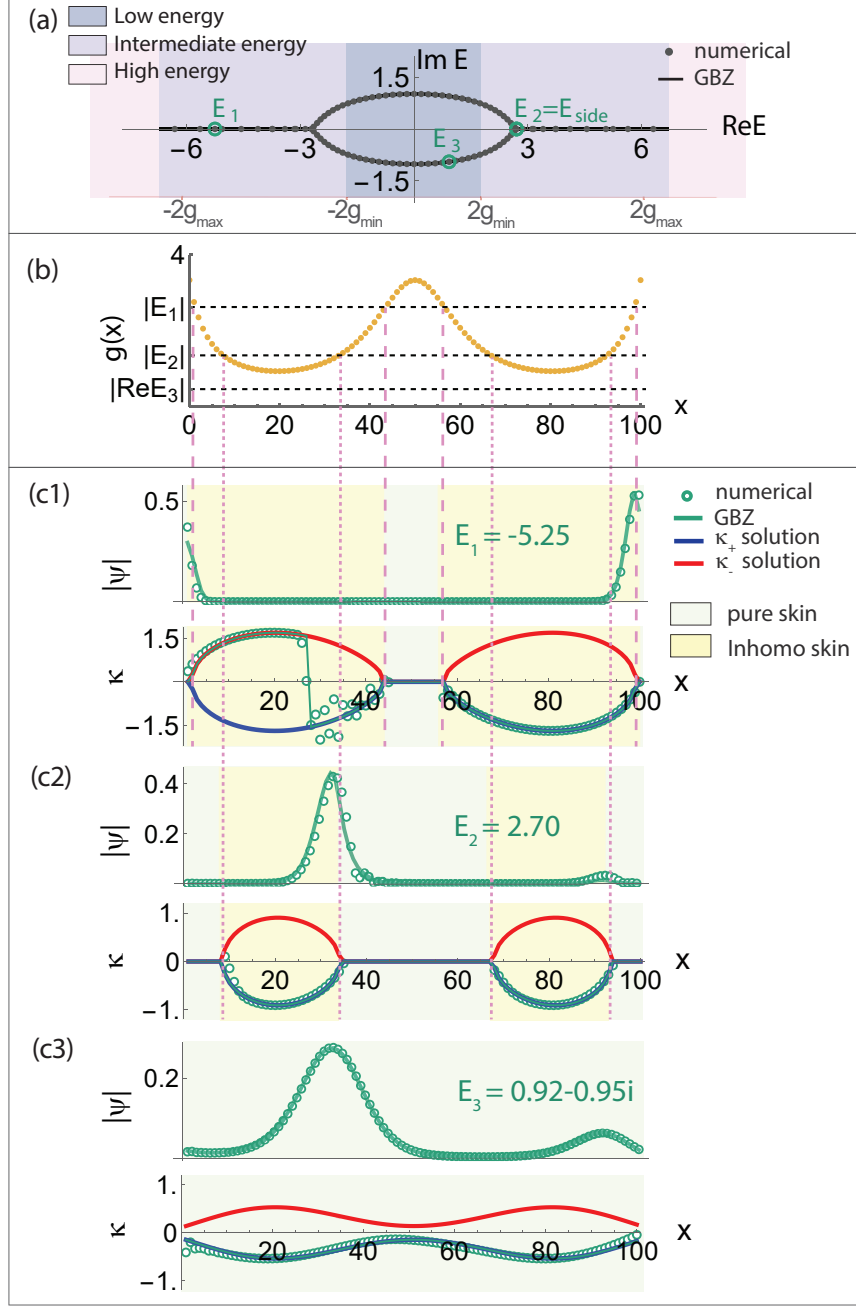 (a)
Low energy
Intermediate energy
High energy
Im E
numerical
GBZ
1.5
E1
E2=Eside
ReE
−6
−3
3
6
E3
−1.5
-2gmax
-2gmin
2gmin
2gmax
(b)
4
|E1|
g(x)
|E2|
|ReE3|
0 20 40 60 80 100
x
(c1)
0.5
|ψ|
E1 = -5.25
numerical
GBZ
κ+ solution
κ- solution
pure skin
Inhomo skin
1.5
κ
20 40 60 80 100
x
−1.5
(c2)
0.4
0.2
|ψ|
E2 = 2.70
1.
κ
0
20 40 60 80 100
x
−1.
(c3)
0.2
|ψ|
E3 = 0.92-0.95i
1.
κ
0
20 40 60 80 100
x
−1.